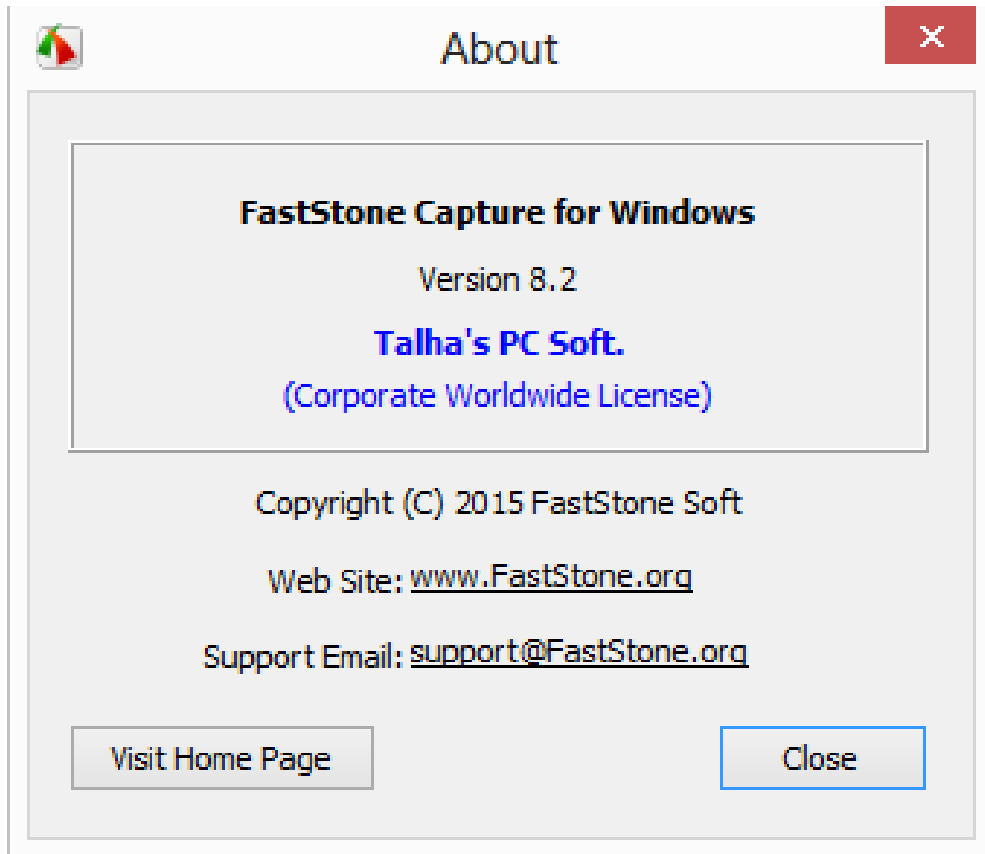 About
FastStone Capture for Windows
Version 8.2
Talha's PC Soft.
(Corporate Worldwide License)
Copyright (C) 2015 FastStone Soft
Web Site: www.FastStone.org
Support Email: support@FastStone.org
Visit Home Page
Close